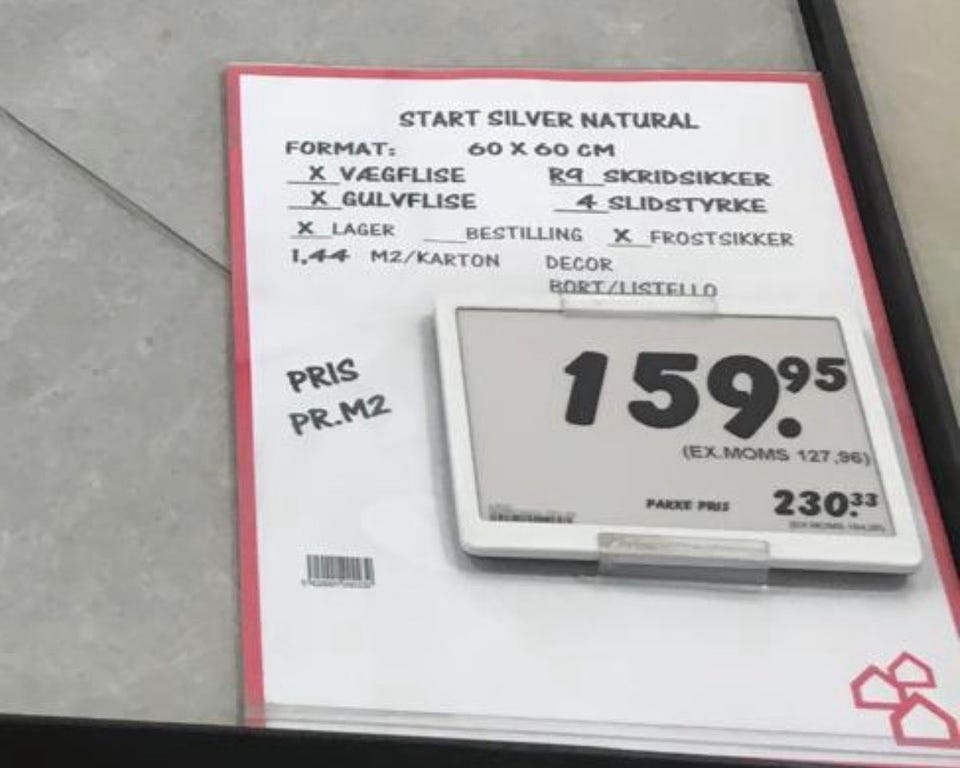 START SILVER NATURAL
FORMAT: 60 X 60 CM
X VÆGFLISE R9 SKRIDSIKKER
X GULVFLISE 4 SLIDSTYRKE
X LAGER ___BESTILLING X FROSTSIKKER
1,44 M2/KARTON DECOR
BORT/LISTELLO
PRIS
PR.M2
159.95
(EX.MOMS 127,96)
PAKKE PRIS 230.33